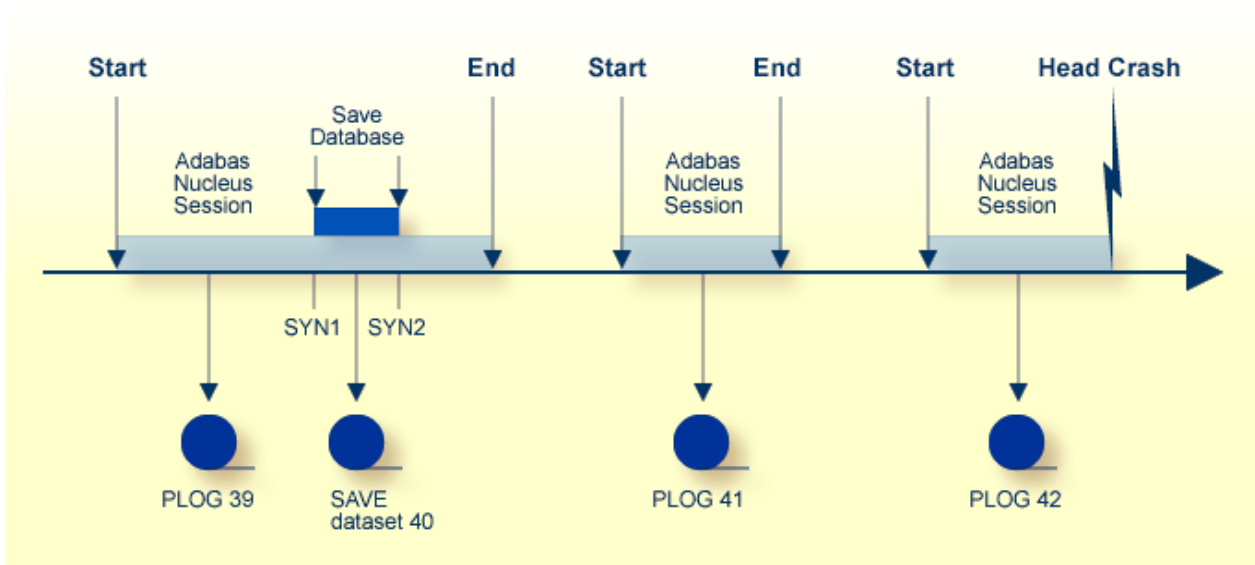 Start
End
Start
End
Start
Head Crash
Save
Database
Adabas
Nucleus
Session
Adabas
Nucleus
Session
Adabas
Nucleus
Session
SYN1
SYN2
PLOG 39
SAVE
dataset 40
PLOG 41
PLOG 42